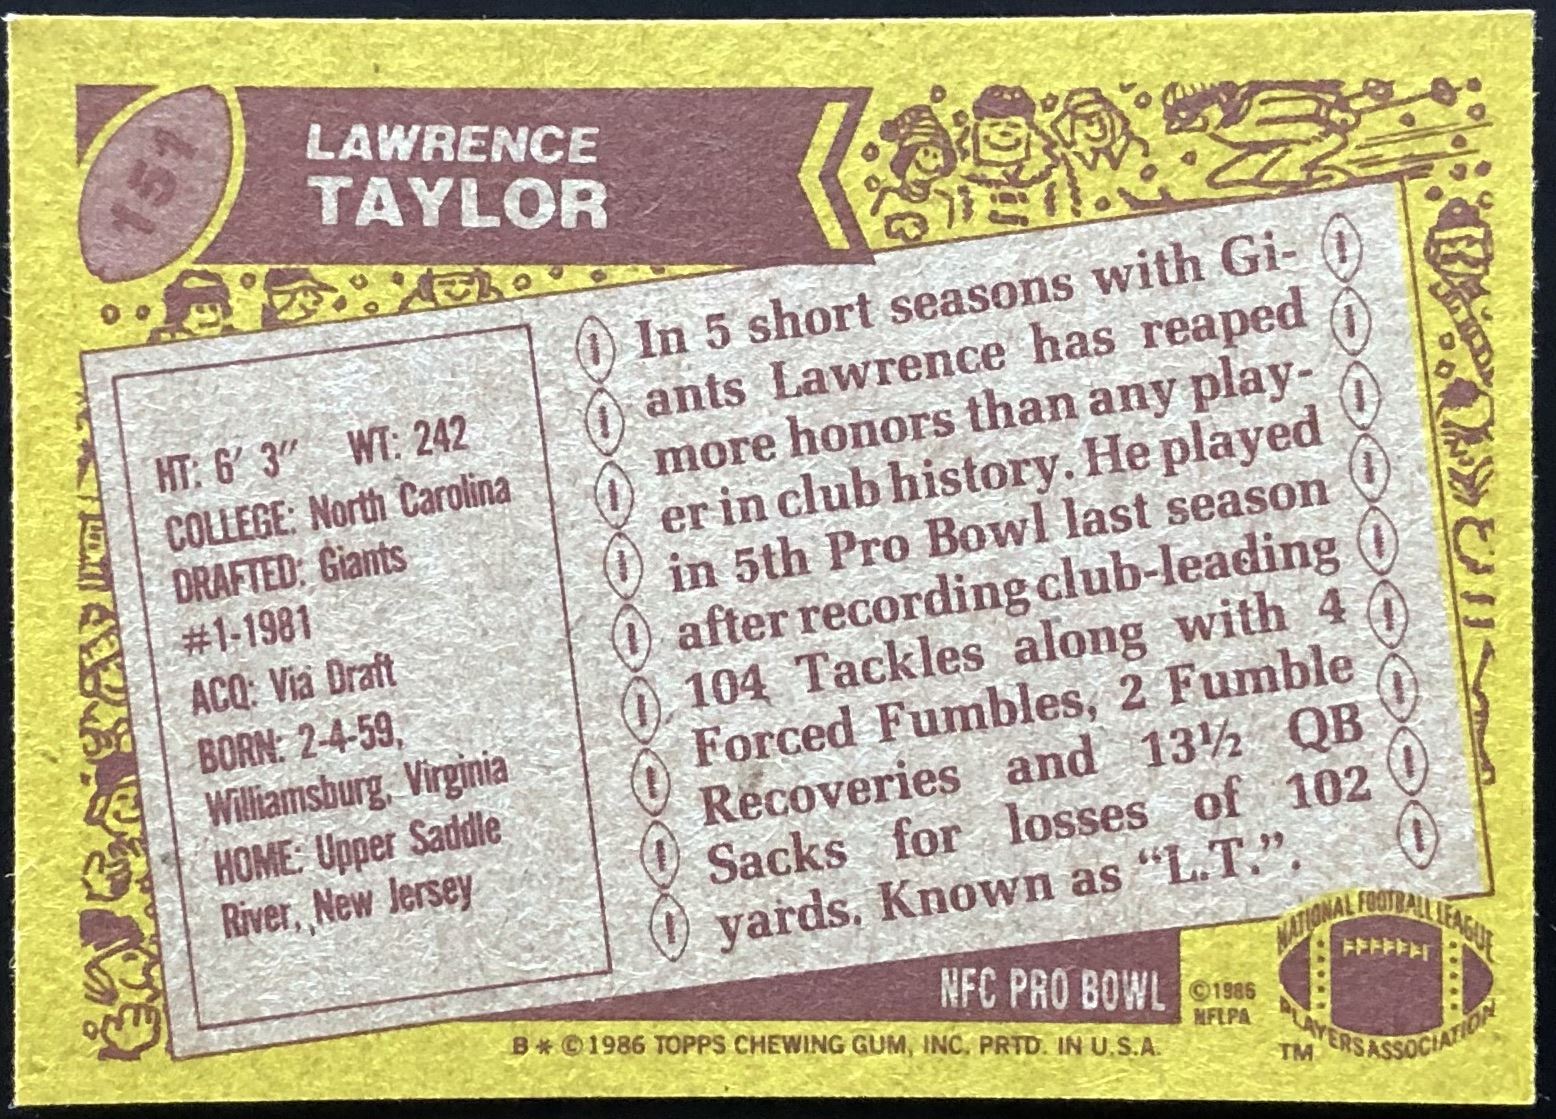 151
LAWRENCE
TAYLOR
HT: 6′ 3″ WT: 242
COLLEGE: North Carolina
DRAFTED: Giants
#1-1981
ACQ: Via Draft
BORN: 2-4-59,
Williamsburg, Virginia
HOME: Upper Saddle
River, New Jersey
In 5 short seasons with Gi-
ants Lawrence has reaped
more honors than any play-
er in club history. He played
in 5th Pro Bowl last season
after recording club-leading
104 Tackles along with 4
Forced Fumbles, 2 Fumble
Recoveries and 13½ QB
Sacks for losses of 102
yards. Known as “L.T.”.
NFC PRO BOWL
©1986
NFLPA
NATIONAL FOOTBALL LEAGUE
PLAYERS ASSOCIATION
TM
B * © 1986 TOPPS CHEWING GUM, INC. PRTD. IN U.S.A.